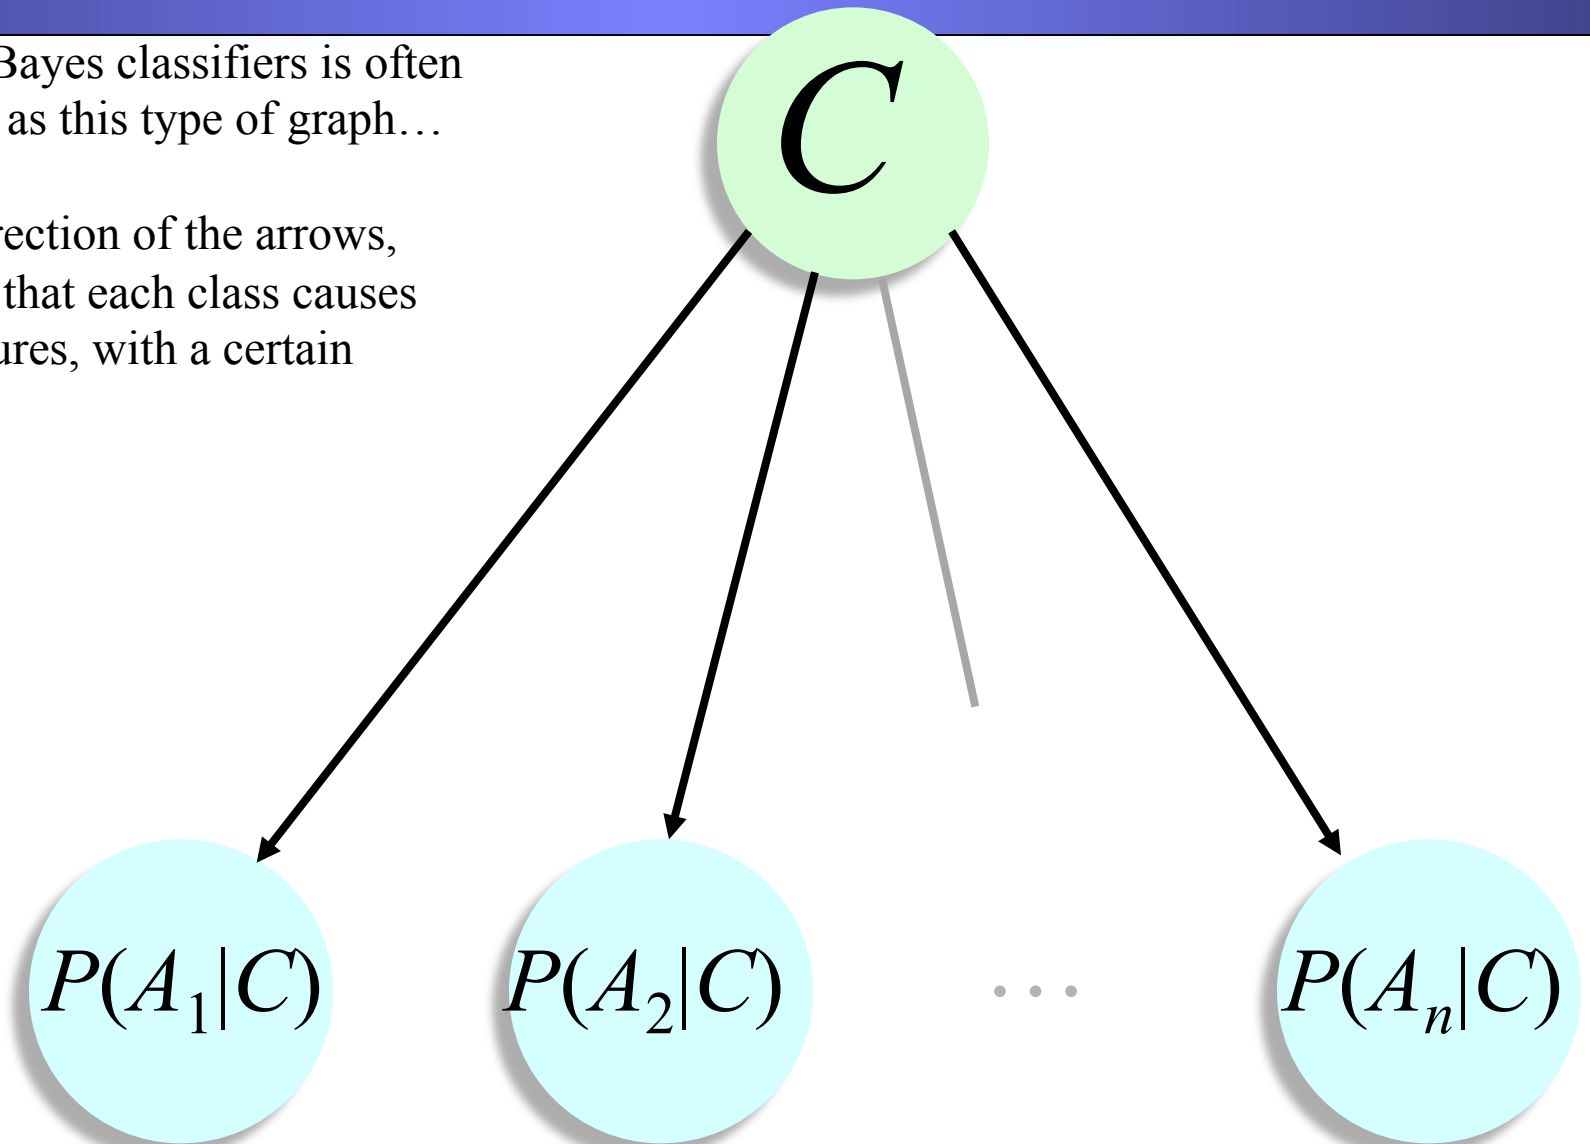 Bayes classifiers is often
as this type of graph…
rection of the arrows,
that each class causes
ures, with a certain
C
P(A₁|C)
P(A₂|C)
· · ·
P(Aₙ|C)